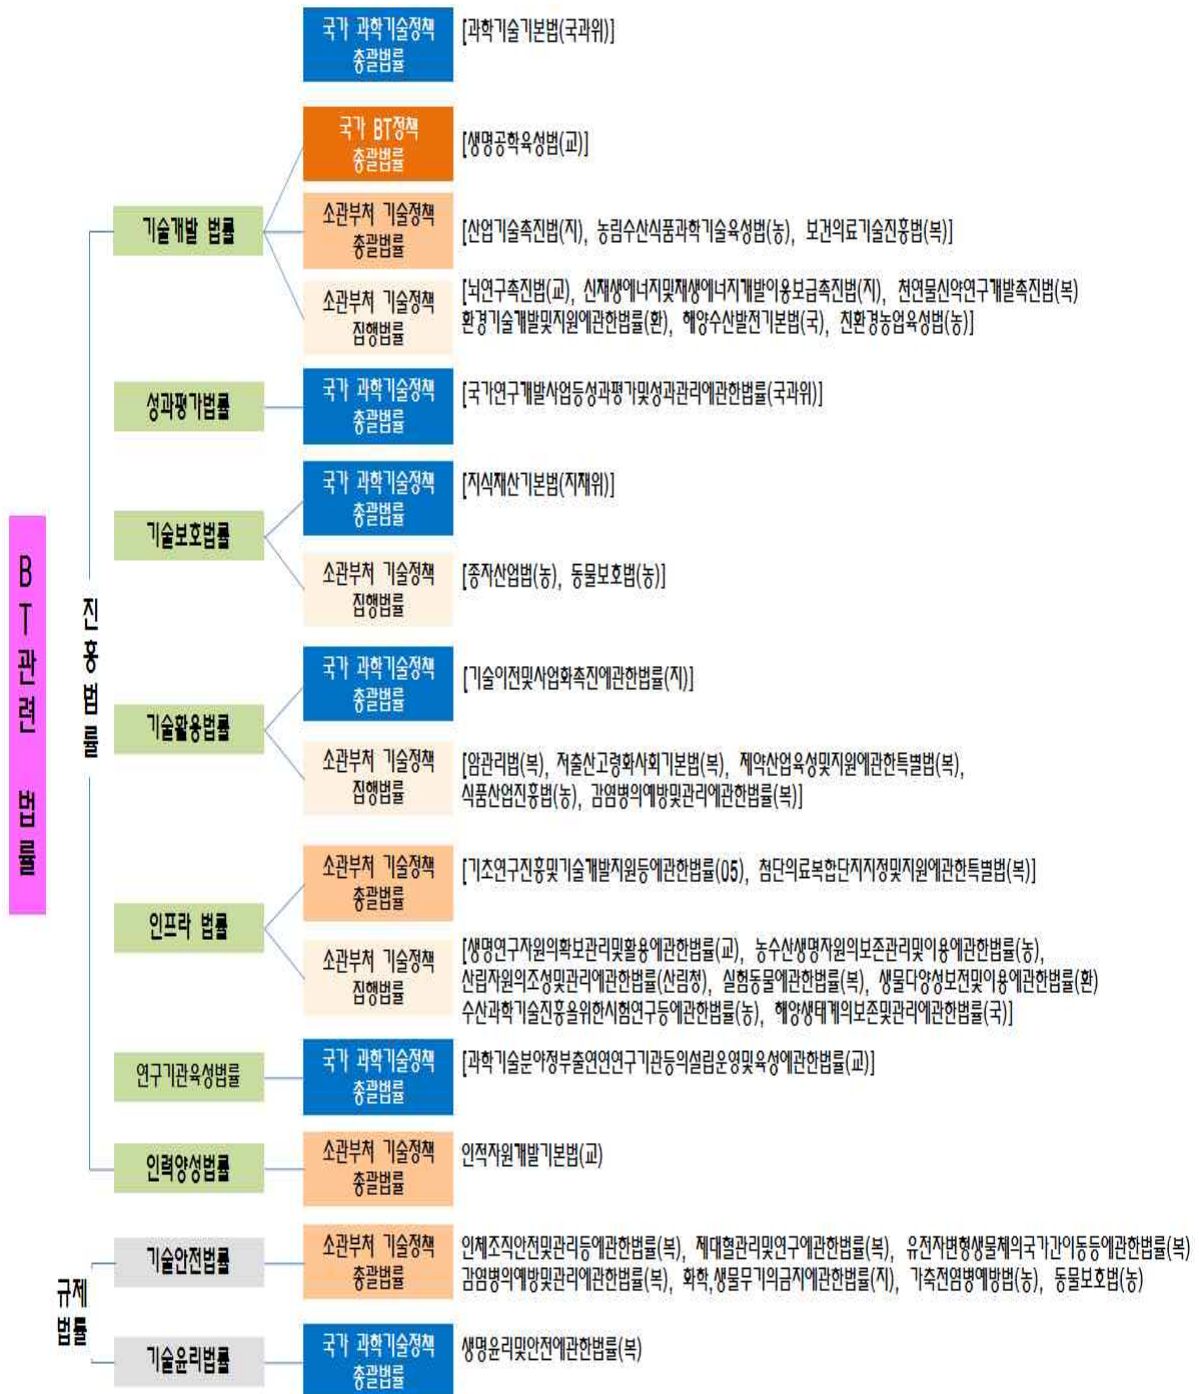 BT관련 법률
진흥법률
국가 과학기술정책
총괄법률
[과학기술기본법(국과위)]
기술개발 법률
국가 BT정책
총괄법률
[생명공학육성법(교)]
소관부처 기술정책
총괄법률
[산업기술촉진법(지), 농림수산식품과학기술육성법(농), 보건의료기술진흥법(복)]
소관부처 기술정책
집행법률
[뇌연구촉진법(교), 신재생에너지및재생에너지개발이용보급촉진법(지), 천연물신약연구개발촉진법(복)
환경기술개발및지원에관한법률(환), 해양수산발전기본법(국), 친환경농업육성법(농)]
성과평가법률
국가 과학기술정책
총괄법률
[국가연구개발사업등성과평가및성과관리에관한법률(국과위)]
기술보호법률
국가 과학기술정책
총괄법률
[지식재산기본법(지재위)]
소관부처 기술정책
집행법률
[종자산업법(농), 동물보호법(농)]
기술활용법률
국가 과학기술정책
총괄법률
[기술이전및사업화촉진에관한법률(지)]
소관부처 기술정책
집행법률
[암관리법(복), 저출산고령화사회기본법(복), 제약산업육성및지원에관한특별법(복),
식품산업진흥법(농), 감염병의예방및관리에관한법률(복)]
인프라 법률
소관부처 기술정책
총괄법률
[기초연구진흥및기술개발지원등에관한법률(05), 첨단의료복합단지지정및지원에관한특별법(복)]
소관부처 기술정책
집행법률
[생명연구자원의확보관리및활용에관한법률(교), 농수산생명자원의보존관리및이용에관한법률(농),
산림자원의조성및관리에관한법률(산림청), 실험동물에관한법률(복), 생물다양성보전및이용에관한법률(환)
수산과학기술진흥을위한시험연구등에관한법률(농), 해양생태계의보존및관리에관한법률(국)]
연구기관육성법률
국가 과학기술정책
총괄법률
[과학기술분야정부출연연연구기관등의설립운영및육성에관한법률(교)]
인력양성법률
소관부처 기술정책
총괄법률
인적자원개발기본법(교)
규제
법률
기술안전법률
소관부처 기술정책
총괄법률
인체조직안전및관리등에관한법률(복), 제대혈관리및연구에관한법률(복), 유전자변형생물체의국가간이동등에관한법률(복)
감염병의예방및관리에관한법률(복), 화학,생물무기의금지에관한법률(지), 가축전염병예방법(농), 동물보호법(농)
기술윤리법률
국가 과학기술정책
총괄법률
생명윤리및안전에관한법률(복)